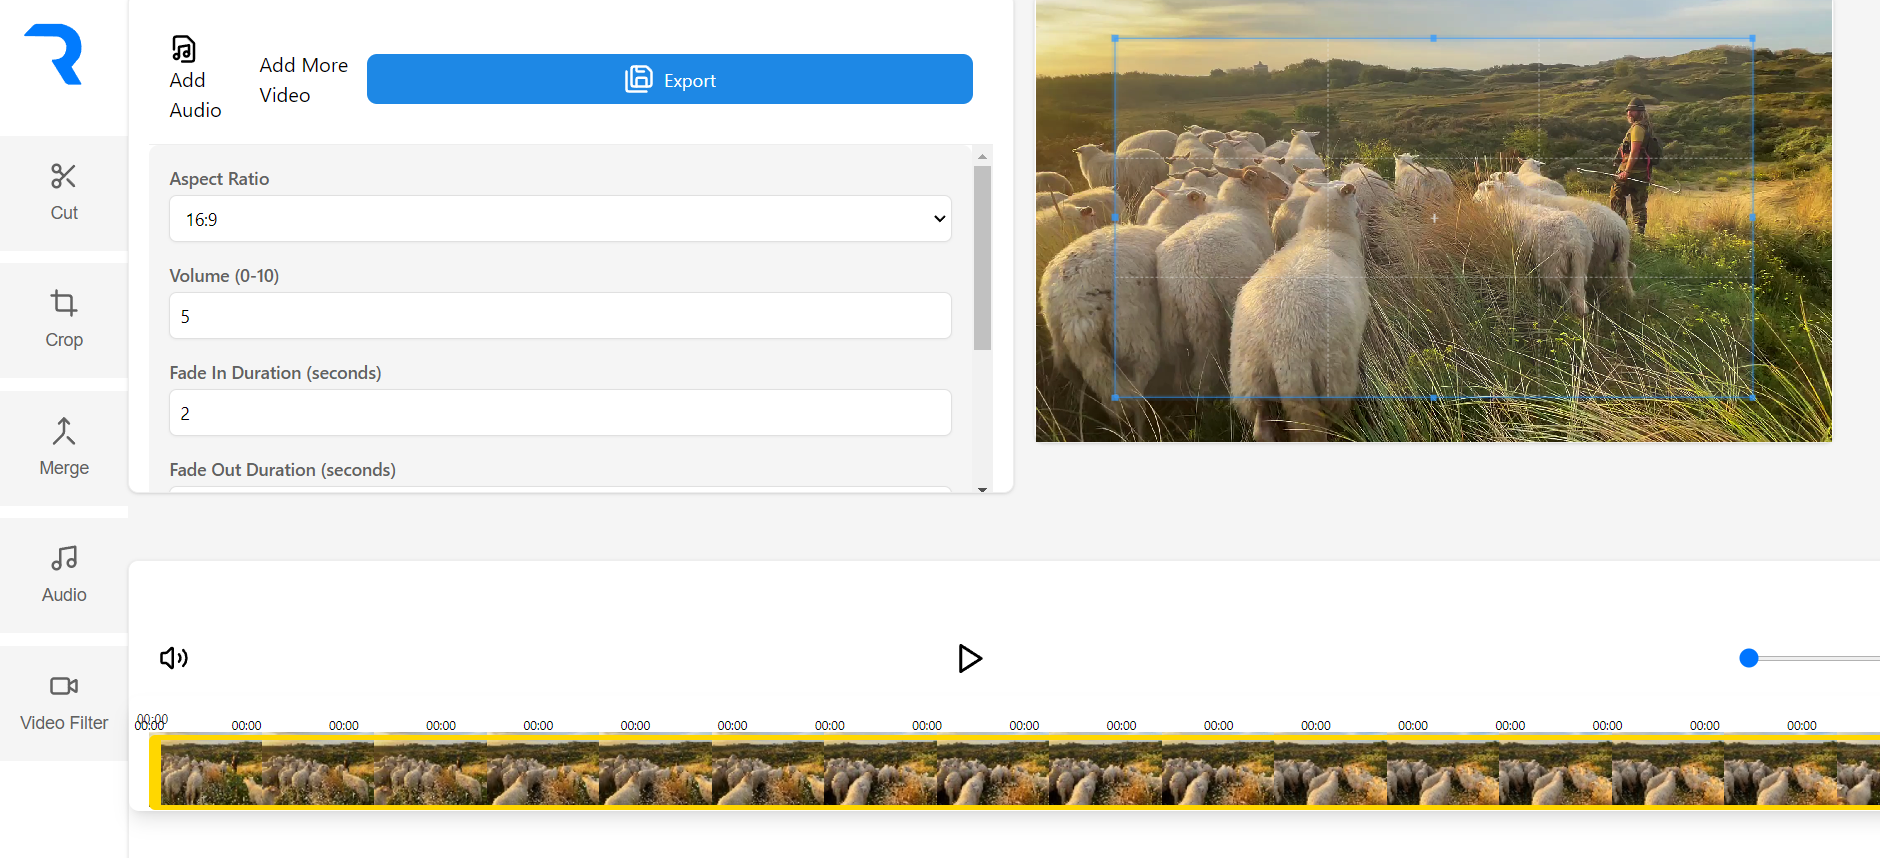 Add
Audio
Add More
Video
Export
Cut
Crop
Merge
Audio
Video Filter
Aspect Ratio
16:9
Volume (0-10)
5
Fade In Duration (seconds)
2
Fade Out Duration (seconds)
00:00
00:00 00:00 00:00 00:00 00:00 00:00 00:00 00:00 00:00 00:00 00:00 00:00 00:00 00:00 00:00 00:00 00:00 00:00